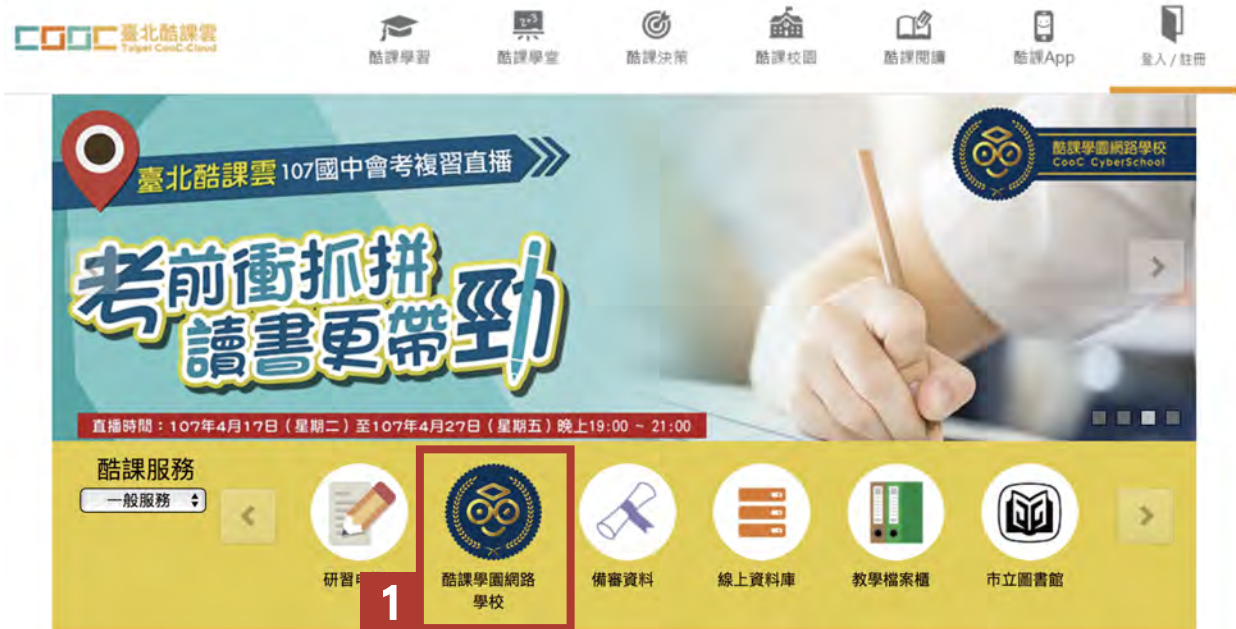 COOC 臺北酷課雲
Taipei CooC-Cloud
酷課學習
酷課學堂
酷課決策
酷課校園
酷課閱讀
酷課App
登入 / 註冊
臺北酷課雲 107國中會考複習直播
酷課學園網路學校
CooC CyberSchool
考前衝抓拼
讀書更帶勁
直播時間：107年4月17日（星期二）至107年4月27日（星期五）晚上19:00 ~ 21:00
酷課服務
一般服務
研習
酷課學園網路
學校
備審資料
線上資料庫
教學檔案櫃
市立圖書館
1